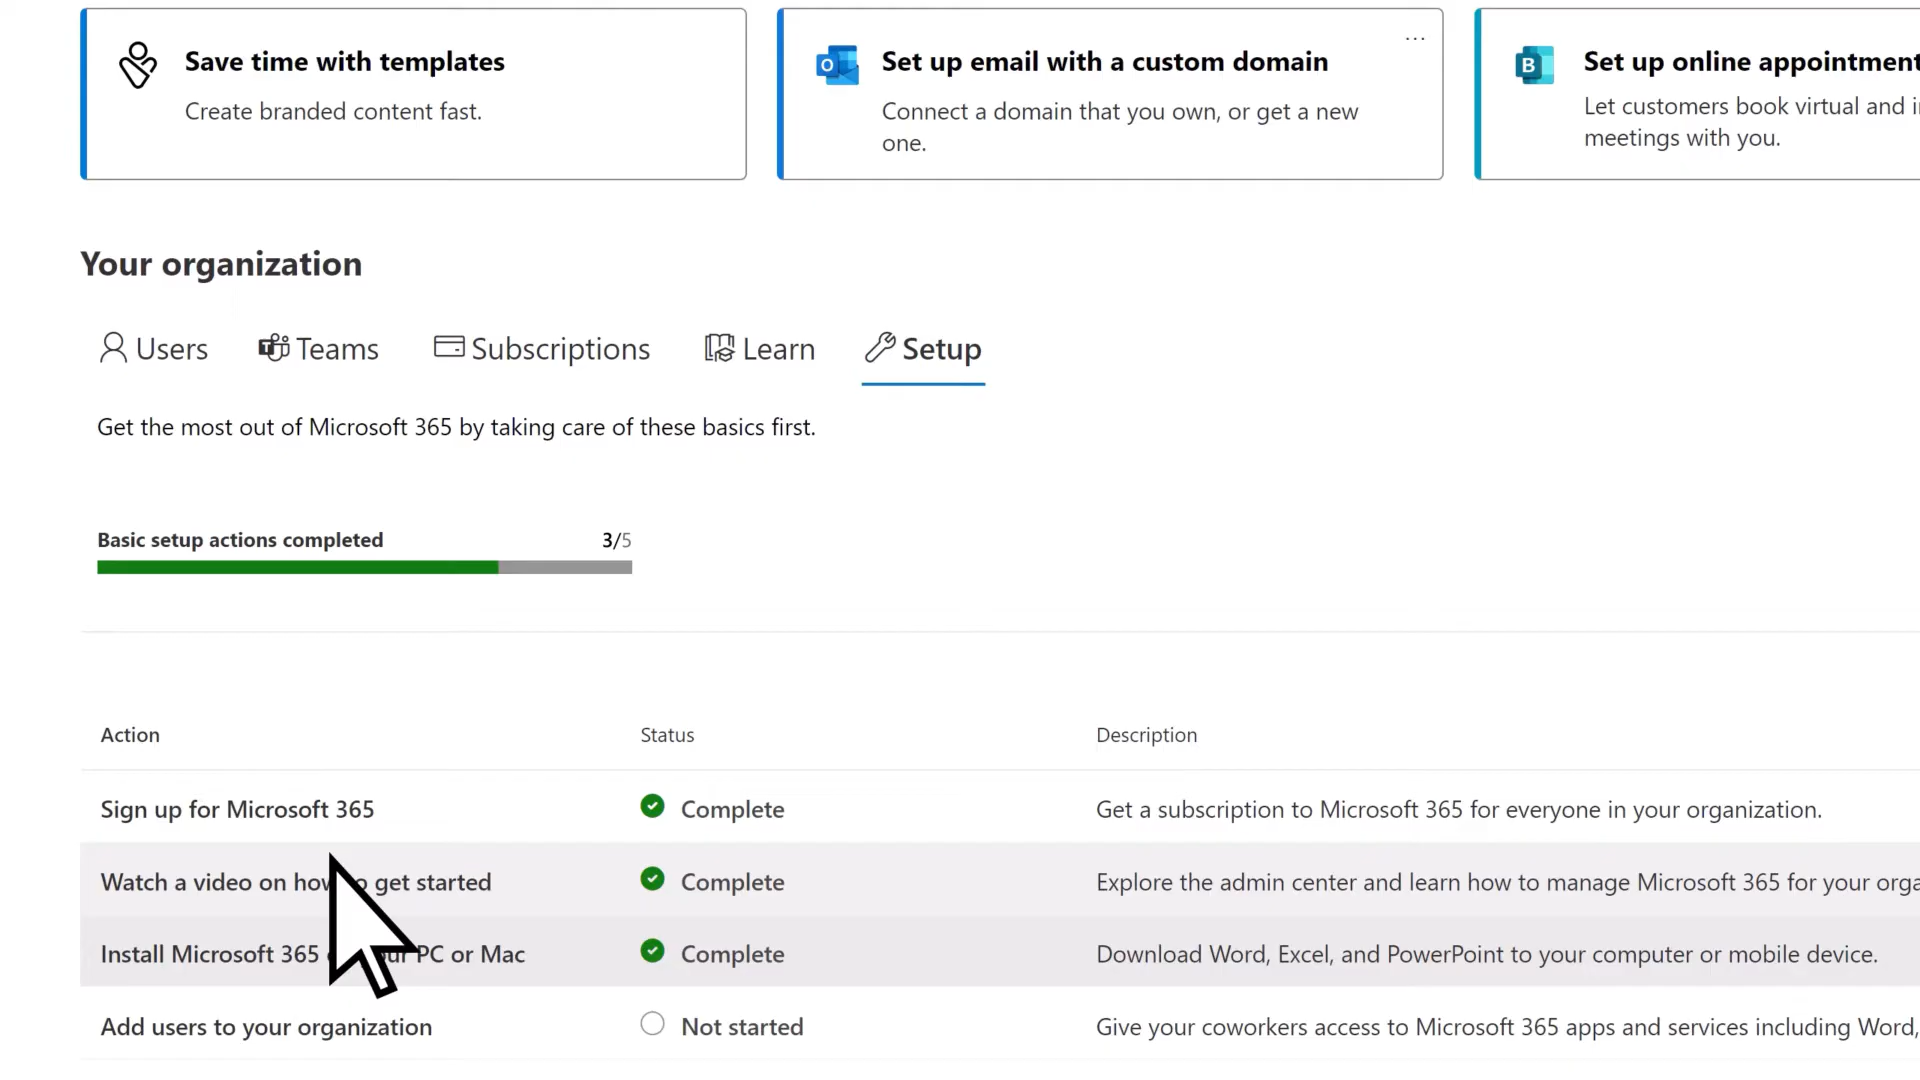 Save time with templates
Create branded content fast.
Set up email with a custom domain
Connect a domain that you own, or get a new
one.
...
Set up online appointment
Let customers book virtual and i
meetings with you.
Your organization
Users
Teams
Subscriptions
Learn
Setup
Get the most out of Microsoft 365 by taking care of these basics first.
Basic setup actions completed 3/5
Action Status Description
Sign up for Microsoft 365 Complete Get a subscription to Microsoft 365 for everyone in your organization.
Watch a video on how to get started Complete Explore the admin center and learn how to manage Microsoft 365 for your orga
Install Microsoft 365 PC or Mac Complete Download Word, Excel, and PowerPoint to your computer or mobile device.
Add users to your organization Not started Give your coworkers access to Microsoft 365 apps and services including Word,